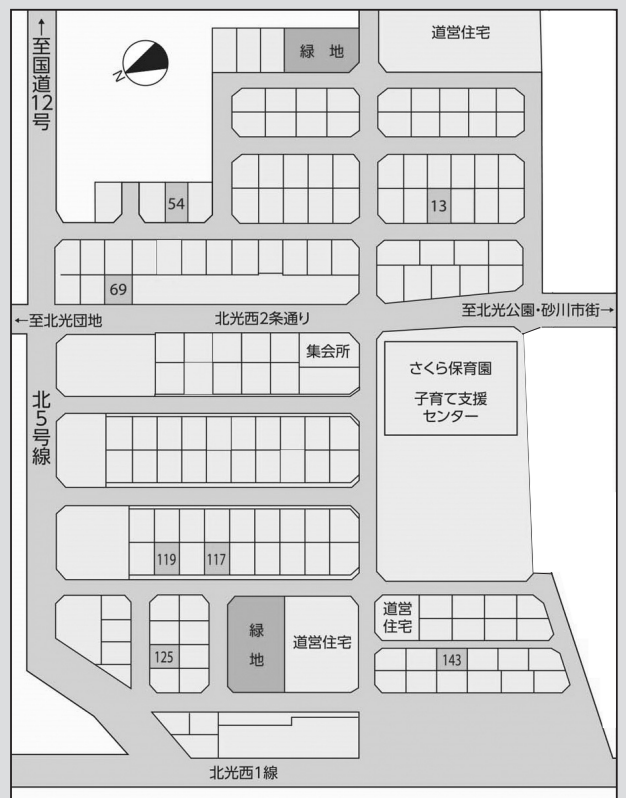 ↑至国道12号
N
緑地
道営住宅
54
13
69
←至北光団地
北光西2条通り
至北光公園・砂川市街→
集会所
さくら保育園
子育て支援
センター
北5号線
119
117
125
緑
地
道営住宅
道営
住宅
143
北光西1線